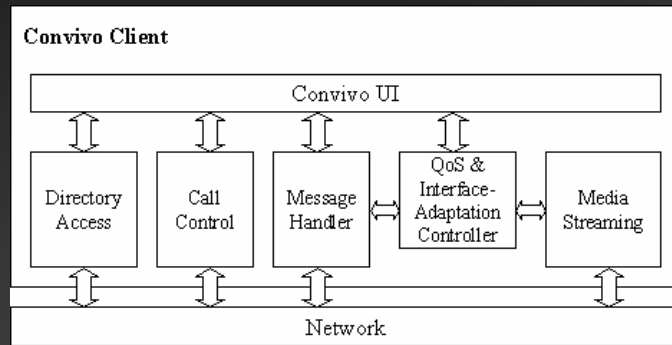 Convivo Client
Convivo UI
Directory
Access
Call
Control
Message
Handler
QoS &
Interface-
Adaptation
Controller
Media
Streaming
Network